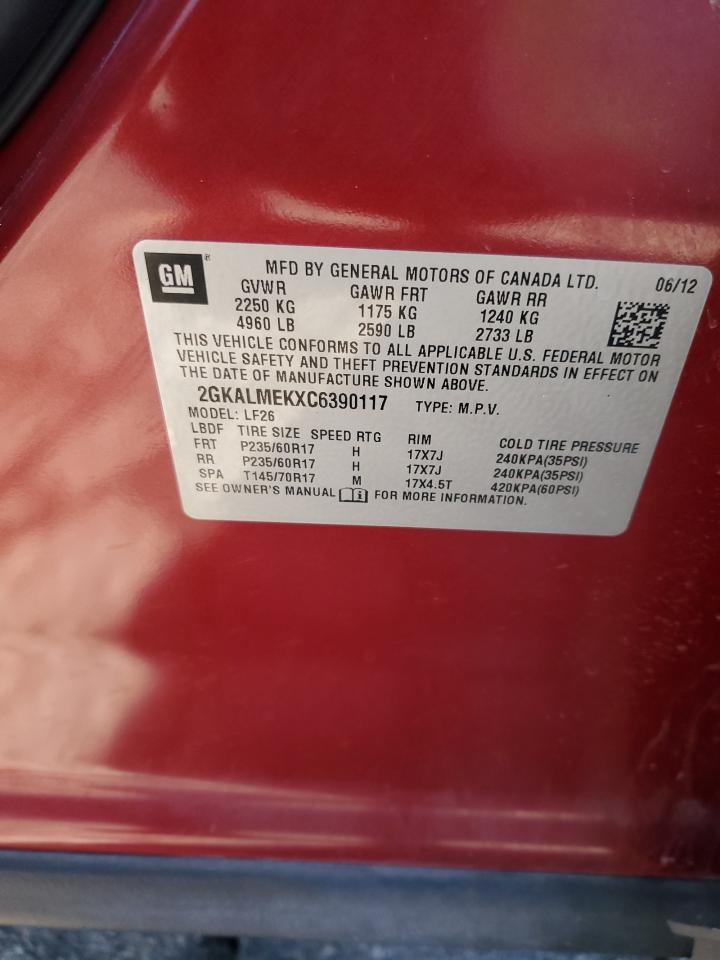 GM ®
MFD BY GENERAL MOTORS OF CANADA LTD. 06/12
GVWR GAWR FRT GAWR RR
2250 KG 1175 KG 1240 KG
4960 LB 2590 LB 2733 LB
THIS VEHICLE CONFORMS TO ALL APPLICABLE U.S. FEDERAL MOTOR
VEHICLE SAFETY AND THEFT PREVENTION STANDARDS IN EFFECT ON
THE DATE OF MANUFACTURE SHOWN ABOVE.
2GKALMEKXC6390117 TYPE: M.P.V.
MODEL: LF26
LBDF TIRE SIZE SPEED RTG RIM COLD TIRE PRESSURE
FRT P235/60R17 H 17X7J 240KPA(35PSI)
RR P235/60R17 H 17X7J 240KPA(35PSI)
SPA T145/70R17 M 17X4.5T 420KPA(60PSI)
SEE OWNER'S MANUAL FOR MORE INFORMATION.